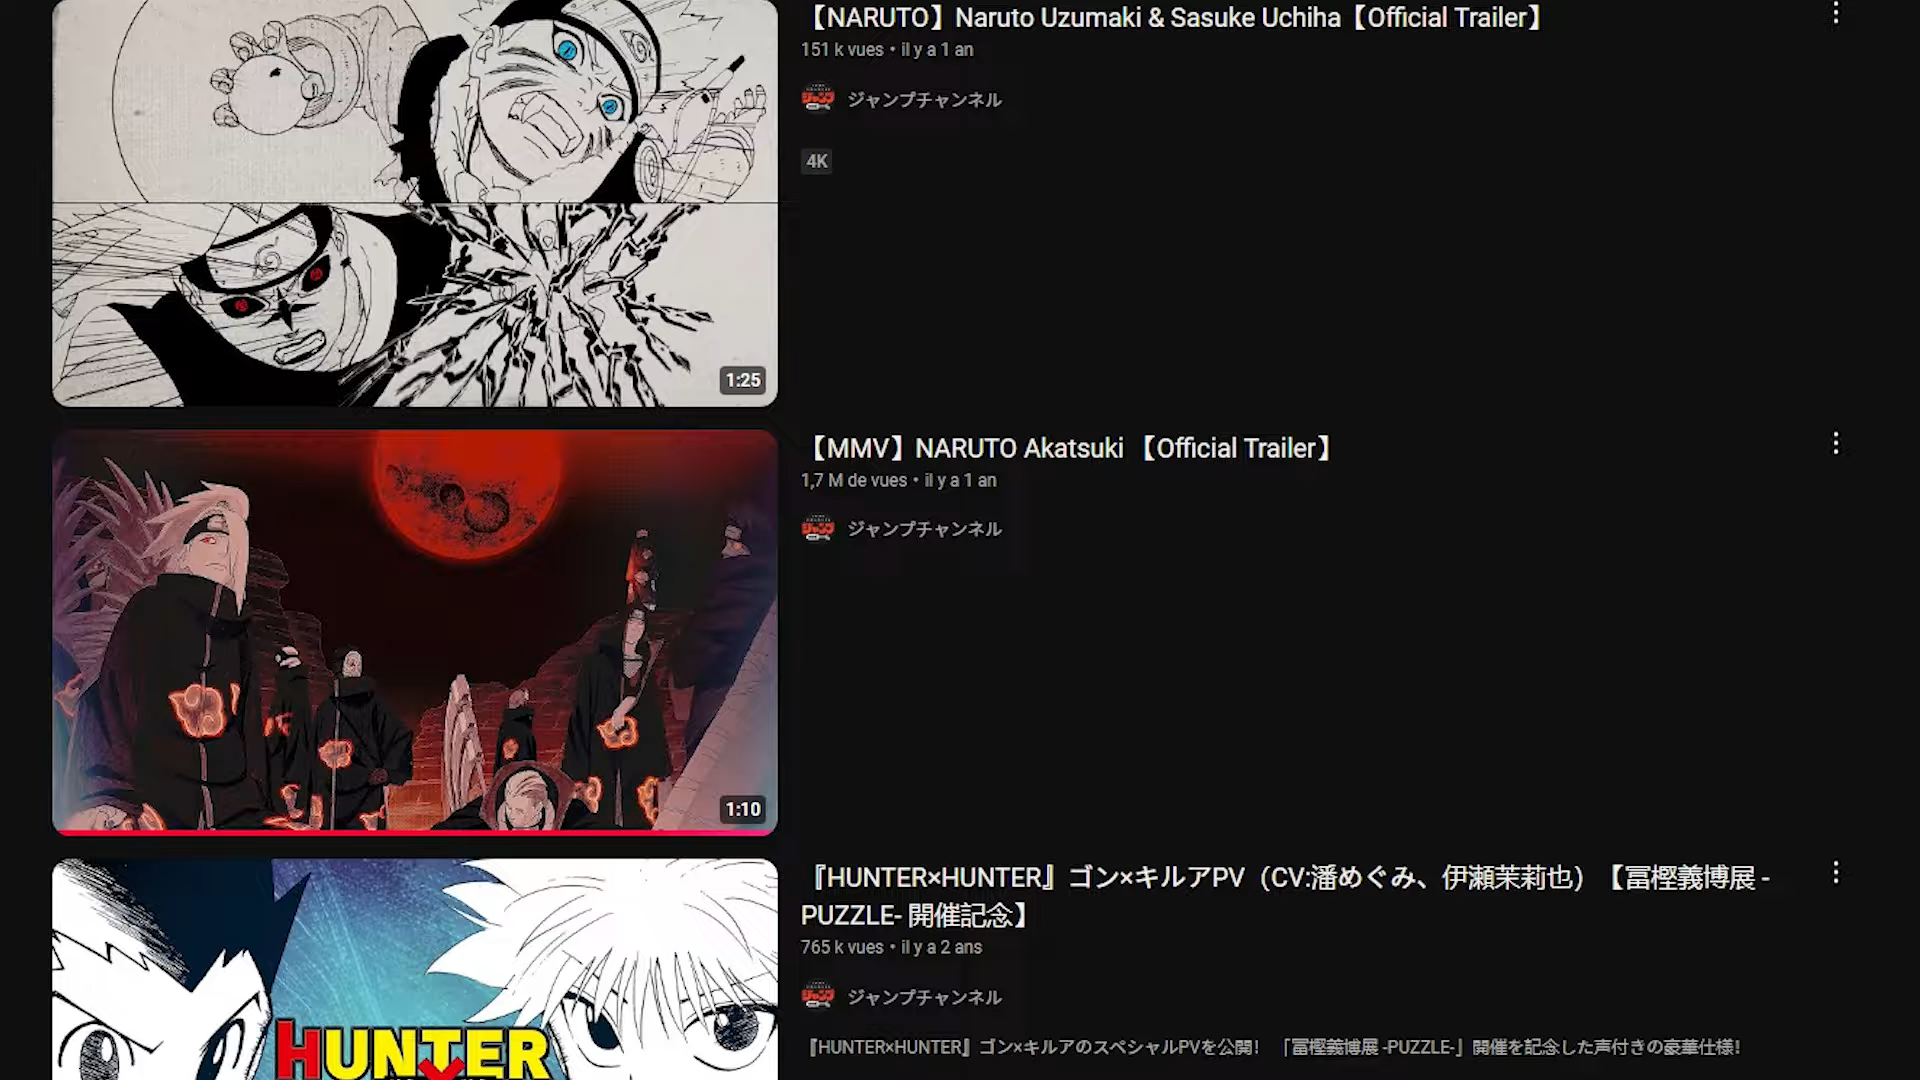 【NARUTO】Naruto Uzumaki & Sasuke Uchiha【Official Trailer】
151 k vues • il y a 1 an
ジャンプチャンネル
4K
1:25
【MMV】NARUTO Akatsuki 【Official Trailer】
1,7 M de vues • il y a 1 an
ジャンプチャンネル
1:10
『HUNTER×HUNTER』ゴン×キルアPV（CV:潘めぐみ、伊瀬茉莉也）【冨樫義博展 -
PUZZLE- 開催記念】
765 k vues • il y a 2 ans
ジャンプチャンネル
『HUNTER×HUNTER』ゴン×キルアのスペシャルPVを公開！ 「冨樫義博展 -PUZZLE-」開催を記念した声付きの豪華仕様！
HUNTER